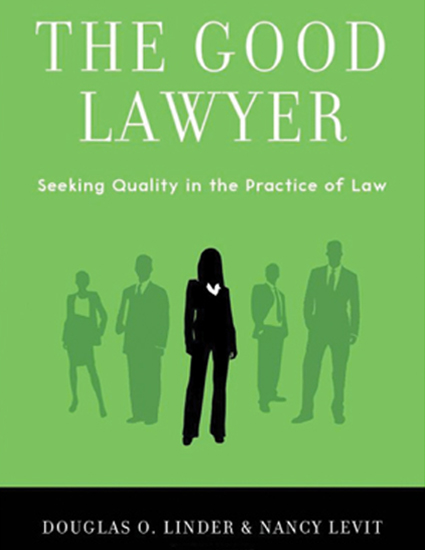 THE GOOD
LAWYER
Seeking Quality in the Practice of Law
DOUGLAS O. LINDER & NANCY LEVIT